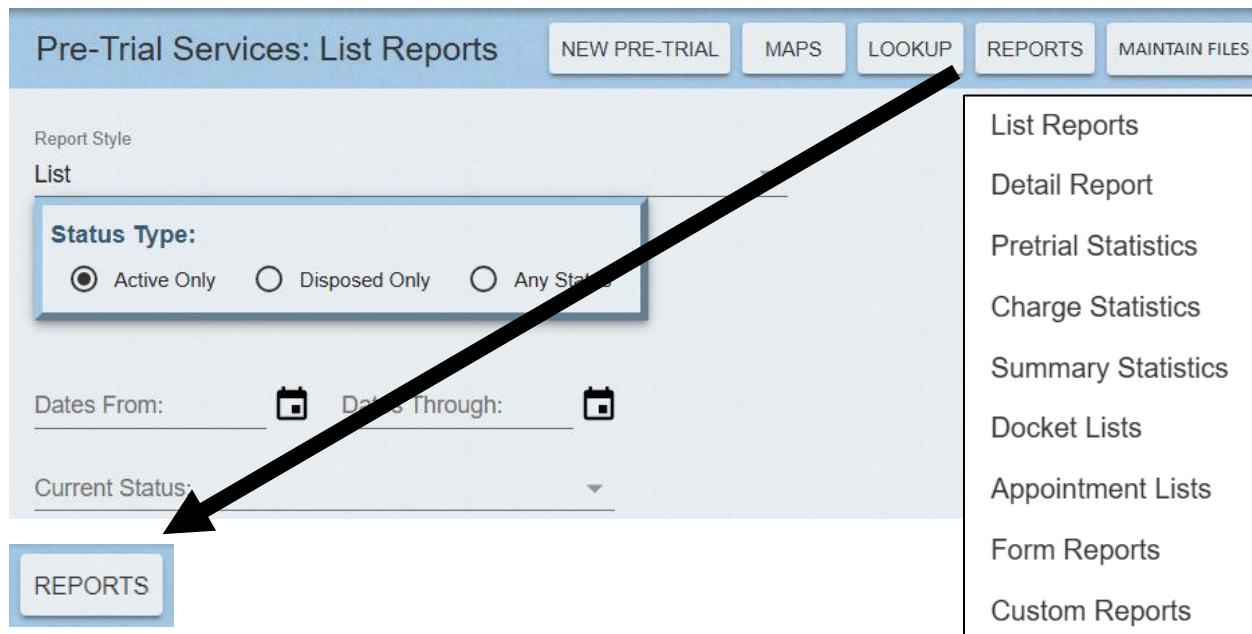 Pre-Trial Services: List Reports NEW PRE-TRIAL MAPS LOOKUP REPORTS MAINTAIN FILES
Report Style
List
Status Type:
Active Only Disposed Only Any Status
Dates From: Dates Through:
Current Status:
REPORTS
List Reports
Detail Report
Pretrial Statistics
Charge Statistics
Summary Statistics
Docket Lists
Appointment Lists
Form Reports
Custom Reports